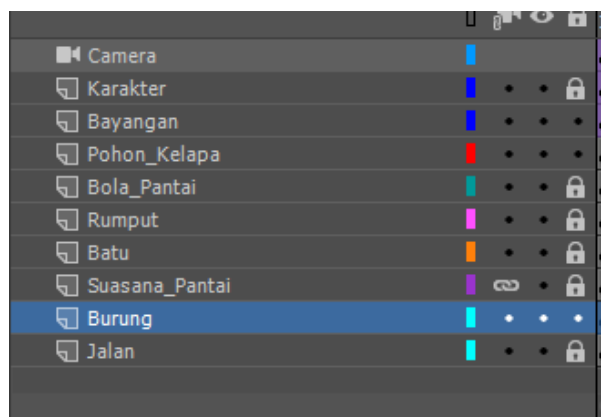 Camera
Karakter
Bayangan
Pohon_Kelapa
Bola_Pantai
Rumput
Batu
Suasana_Pantai
Burung
Jalan